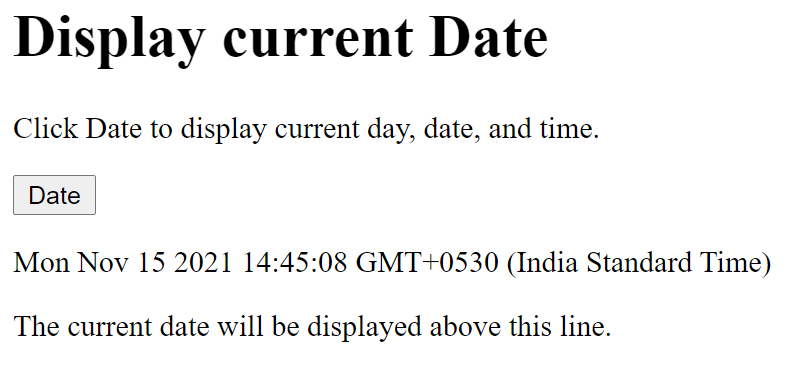 Display current Date
Click Date to display current day, date, and time.
Date
Mon Nov 15 2021 14:45:08 GMT+0530 (India Standard Time)
The current date will be displayed above this line.